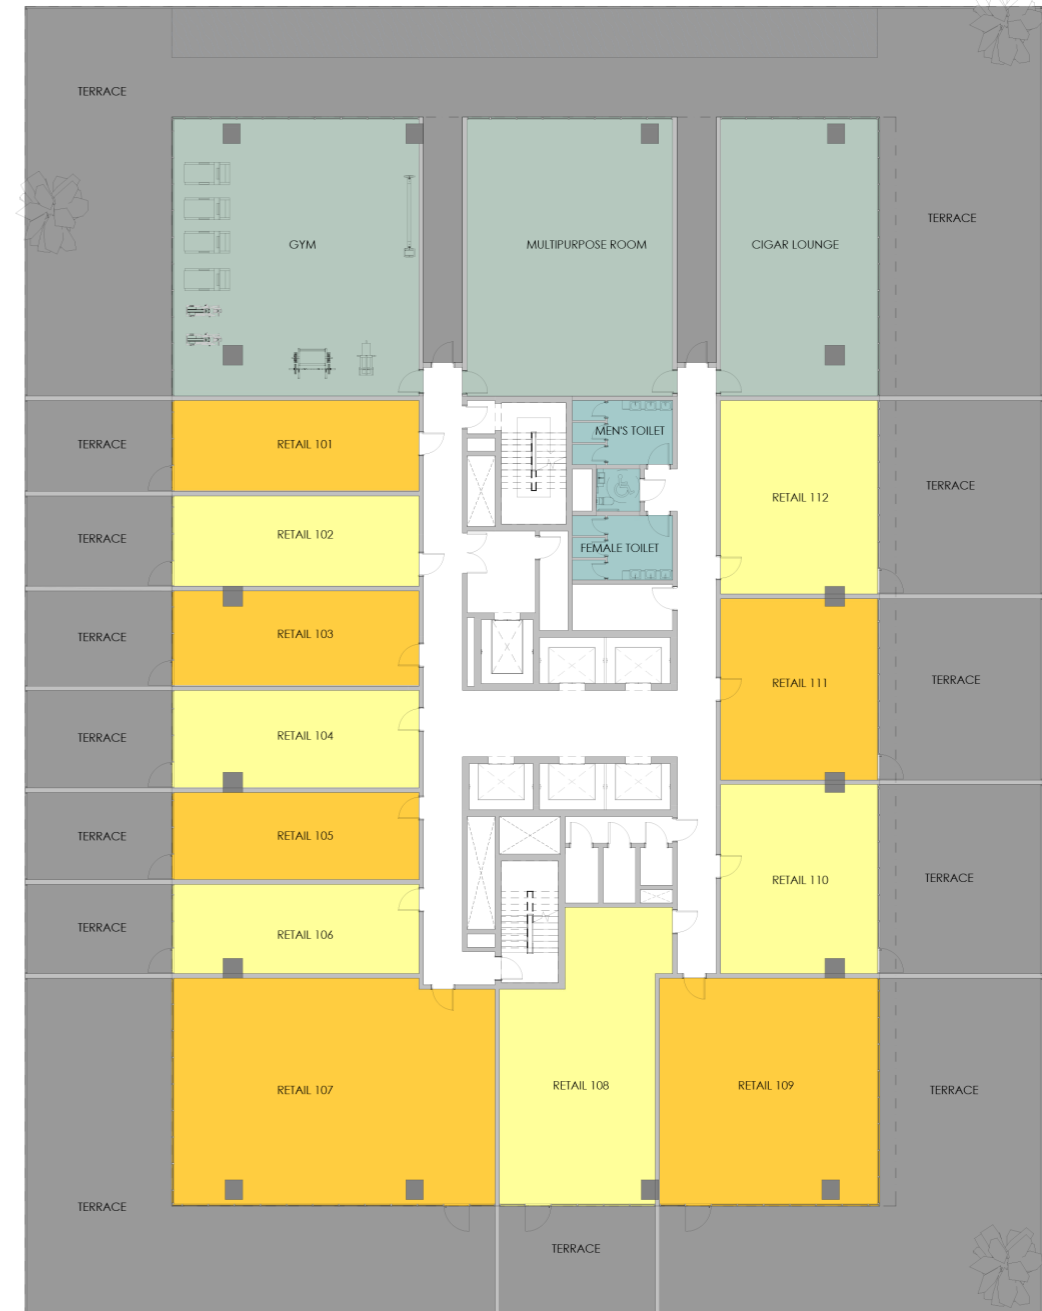 TERRACE
TERRACE
GYM
MULTIPURPOSE ROOM
CIGAR LOUNGE
TERRACE
RETAIL 101
MEN'S TOILET
TERRACE
RETAIL 112
TERRACE
RETAIL 102
FEMALE TOILET
TERRACE
RETAIL 103
TERRACE
RETAIL 111
TERRACE
RETAIL 104
TERRACE
RETAIL 105
RETAIL 110
TERRACE
TERRACE
RETAIL 106
RETAIL 107
RETAIL 108
RETAIL 109
TERRACE
TERRACE
TERRACE